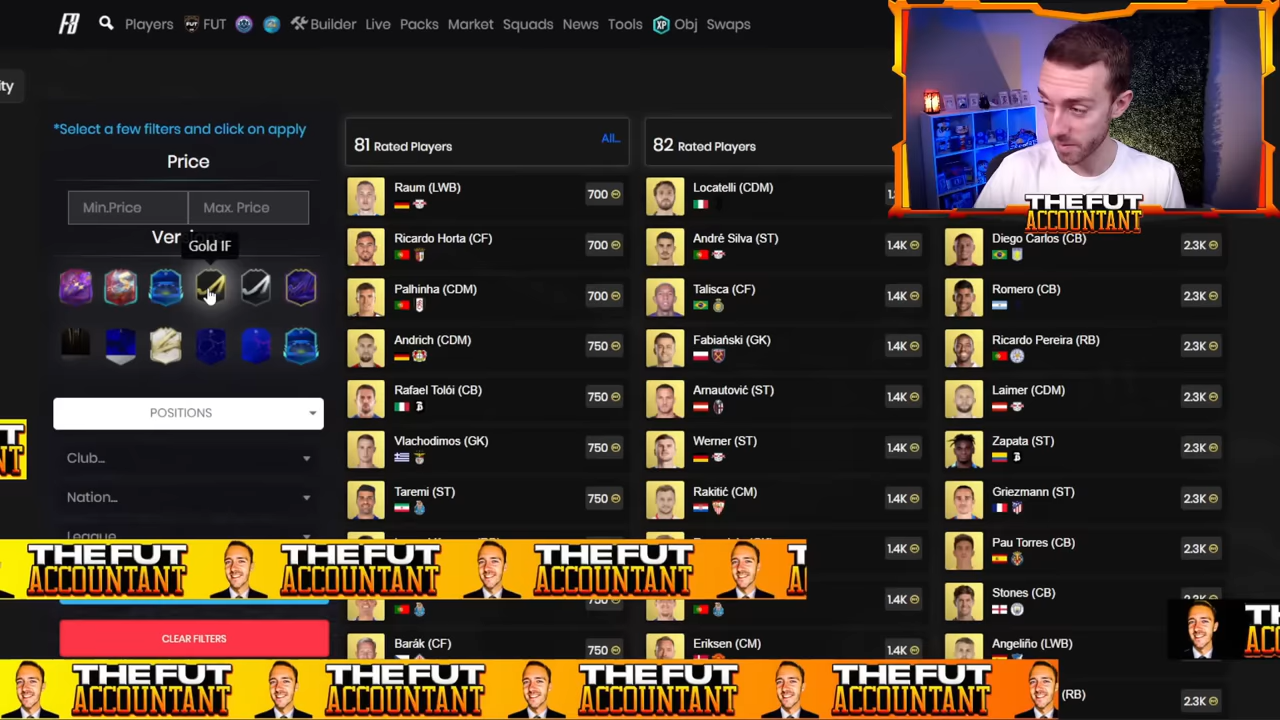 Players FUT Builder Live Packs Market Squads News Tools XP Obj Swaps
ity
*Select a few filters and click on apply
Price
Min.Price Max. Price
Ver
Gold IF
POSITIONS
Club...
Nation...
League
CLEAR FILTERS
81 Rated Players All...
Raum (LWB) 700
Ricardo Horta (CF) 700
Palhinha (CDM) 700
Andrich (CDM) 750
Rafael Tolói (CB) 750
Vlachodimos (GK) 750
Taremi (ST) 750
Barák (CF) 750
82 Rated Players
Locatelli (CDM)
André Silva (ST) 1.4K
Talisca (CF) 1.4K
Fabiański (GK) 1.4K
Arnautović (ST) 1.4K
Werner (ST) 1.4K
Rakitić (CM) 1.4K
1.4K
1.4K
Eriksen (CM) 1.4K
Diego Carlos (CB) 2.3K
Romero (CB) 2.3K
Ricardo Pereira (RB) 2.3K
Laimer (CDM) 2.3K
Zapata (ST) 2.3K
Griezmann (ST) 2.3K
Pau Torres (CB) 2.3K
Stones (CB)
Angeliño (LWB)
(RB) 2.3K
THE FUT
ACCOUNTANT
THE FUT THE FUT THE FUT
ACCOUNTANT ACCOUNTANT ACCOUNTANT
THE FUT THE FUT THE FUT THE FUT
ACCOUNTANT ACCOUNTANT ACCOUNTANT ACCOUNTANT